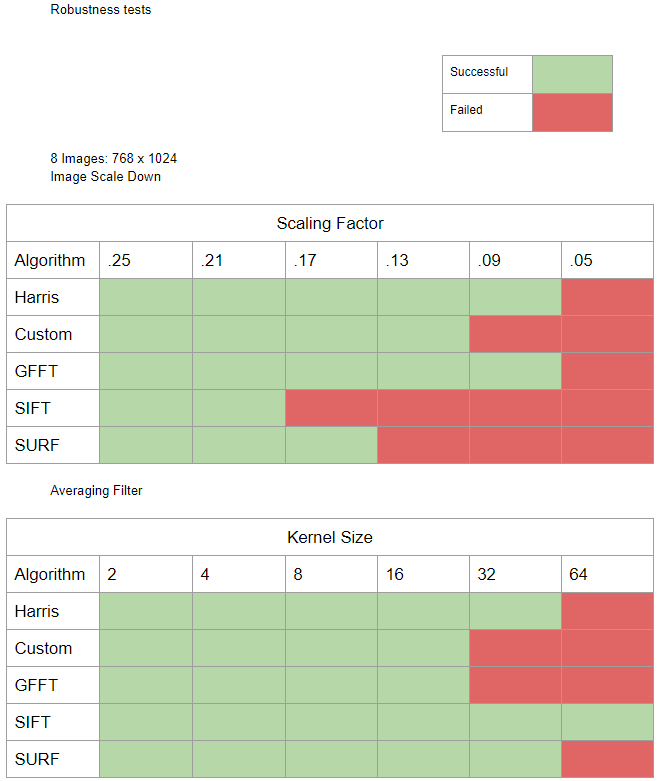 Robustness tests
Successful
Failed
8 Images: 768 x 1024
Image Scale Down
Scaling Factor
Algorithm .25 .21 .17 .13 .09 .05
Harris
Custom
GFFT
SIFT
SURF
Averaging Filter
Kernel Size
Algorithm 2 4 8 16 32 64
Harris
Custom
GFFT
SIFT
SURF